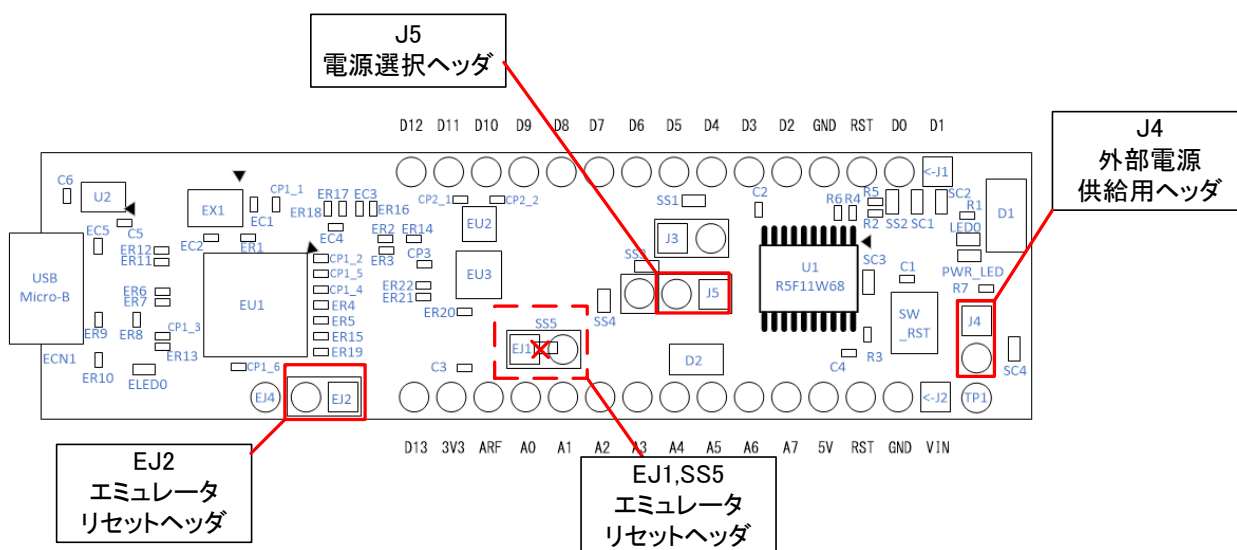 J5
電源選択ヘッダ
J4
外部電源
供給用ヘッダ
D12 D11 D10 D9 D8 D7 D6 D5 D4 D3 D2 GND RST D0 D1
C6
U2
C5
CP1_1
EX1
EC1
EC2
ER1
ER17
EC3
ER18
ER16
EC4
ER2
ER14
ER3
CP2_1
CP2_2
EU2
CP3
EU3
ER22
ER21
ER20
SS1
C2
J3
SS3
J5
SS4
R6 R4
R5
R2
SS2
SC1
SC2
<-J1
R1
D1
LED0
PWR_LED
R7
U1
R5F11W68
SC3
C1
SW
_RST
J4
R3
C4
SC4
EC5
ER12
ER11
USB
Micro-B
ER6
ER7
EU1
CP1_2
CP1_5
CP1_4
ER4
ER5
ER15
ER19
ER9
ER8
CP1_3
ER13
ECN1
ER10
ELED0
CP1_6
SS5
EJ1
C3
D2
EJ4
EJ2
<-J2
TP1
D13 3V3 ARF A0 A1 A2 A3 A4 A5 A6 A7 5V RST GND VIN
EJ2
エミュレータ
リセットヘッダ
EJ1,SS5
エミュレータ
リセットヘッダ